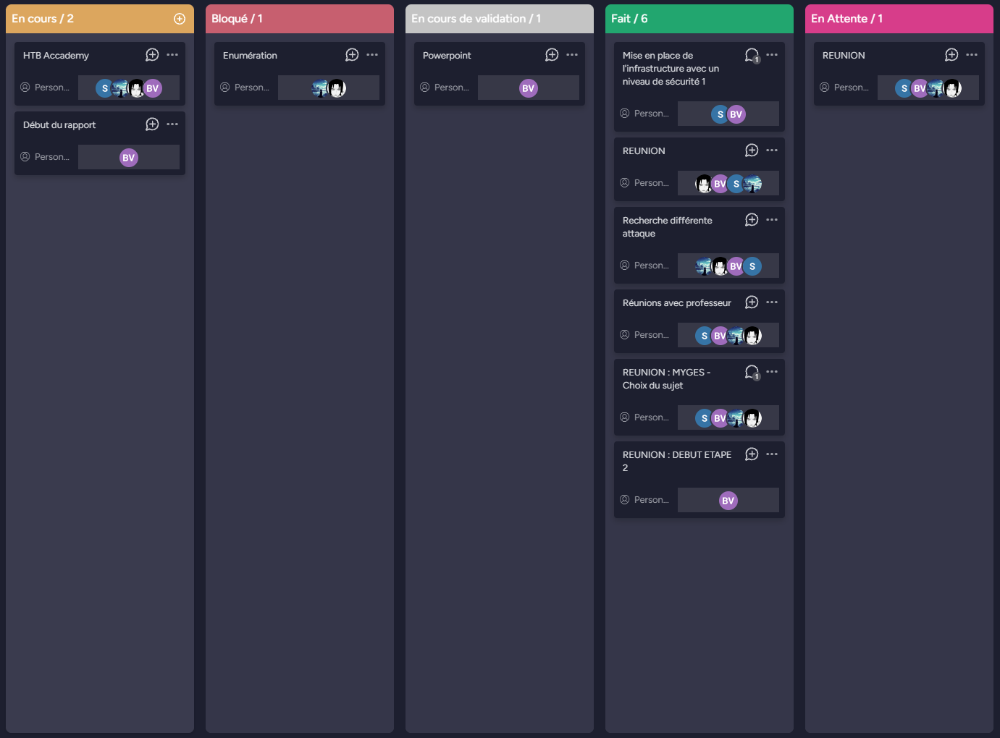 En cours / 2
HTB Accademy
Person...
S
BV
Début du rapport
Person...
BV
Bloqué / 1
Enumération
Person...
En cours de validation / 1
Powerpoint
Person...
BV
Fait / 6
Mise en place de
l'infrastructure avec un
niveau de sécurité 1
1
Person...
S
BV
REUNION
Person...
BV
S
Recherche différente
attaque
Person...
BV
S
Réunions avec professeur
Person...
S
BV
REUNION : MYGES -
Choix du sujet
1
Person...
S
BV
REUNION : DEBUT ETAPE
2
Person...
BV
En Attente / 1
REUNION
Person...
S
BV